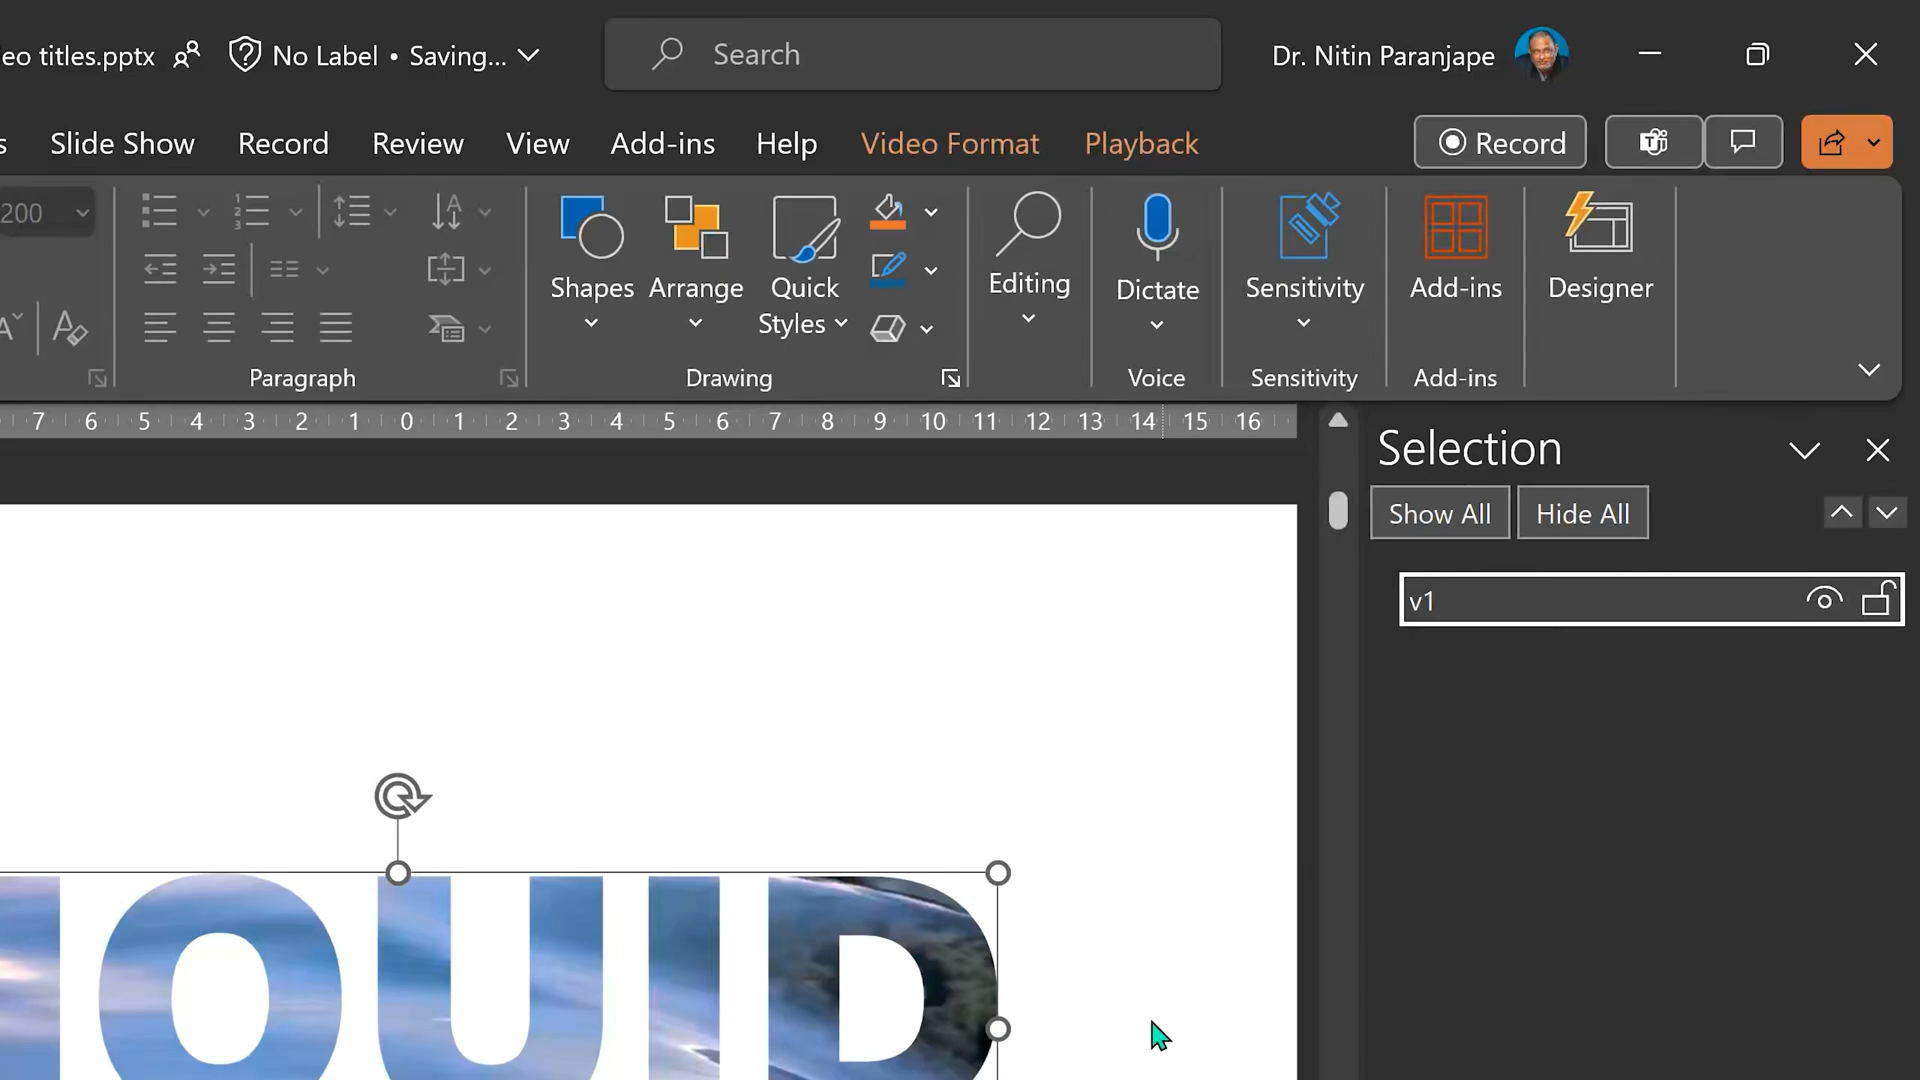 eo titles.pptx No Label • Saving...
Search
Dr. Nitin Paranjape
s Slide Show Record Review View Add-ins Help Video Format Playback
Record
200
Shapes Arrange Quick Styles
Editing
Dictate
Sensitivity
Add-ins
Designer
Paragraph Drawing Voice Sensitivity Add-ins
7 6 5 4 3 2 1 0 1 2 3 4 5 6 7 8 9 10 11 12 13 14 15 16
Selection
Show All Hide All
v1
QUID